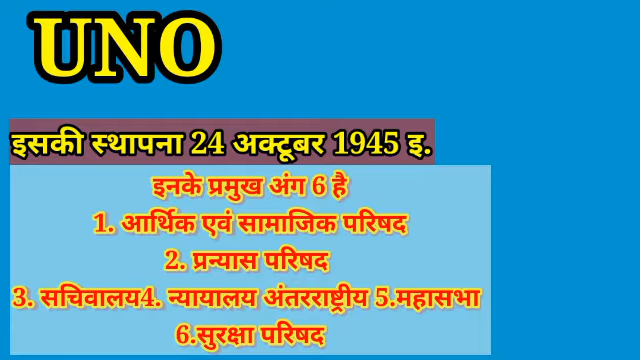 UNO
इसकी स्थापना 24 अक्टूबर 1945 इ.
इनके प्रमुख अंग 6 है
1. आर्थिक एवं सामाजिक परिषद
2. प्रन्यास परिषद
3. सचिवालय4. न्यायालय अंतरराष्ट्रीय 5.महासभा
6.सुरक्षा परिषद